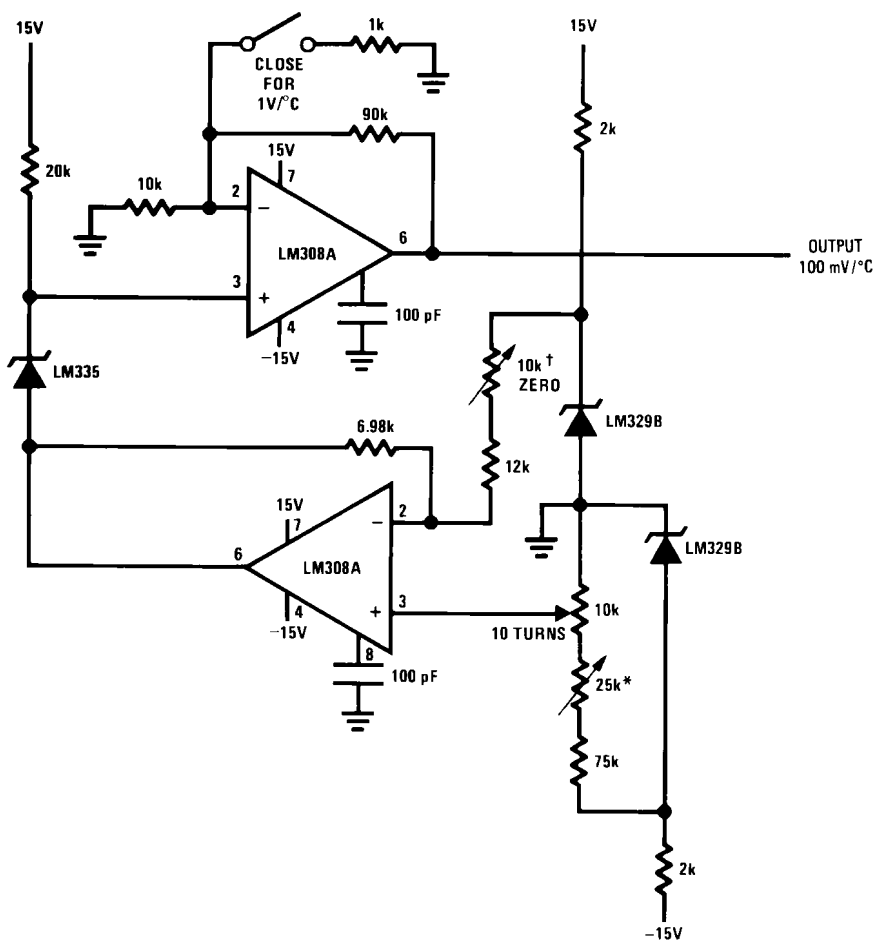 15V
1k
15V
CLOSE
FOR
1V/°C
2k
90k
20k
15V
7
10k
2
−
6
OUTPUT
100 mV/°C
LM308A
3
+
100 pF
4
−15V
10k†
ZERO
LM335
LM329B
6.98k
12k
15V
7
2
−
LM329B
6
LM308A
3
+
10k
10 TURNS
4
−15V
8
100 pF
25k*
75k
2k
−15V